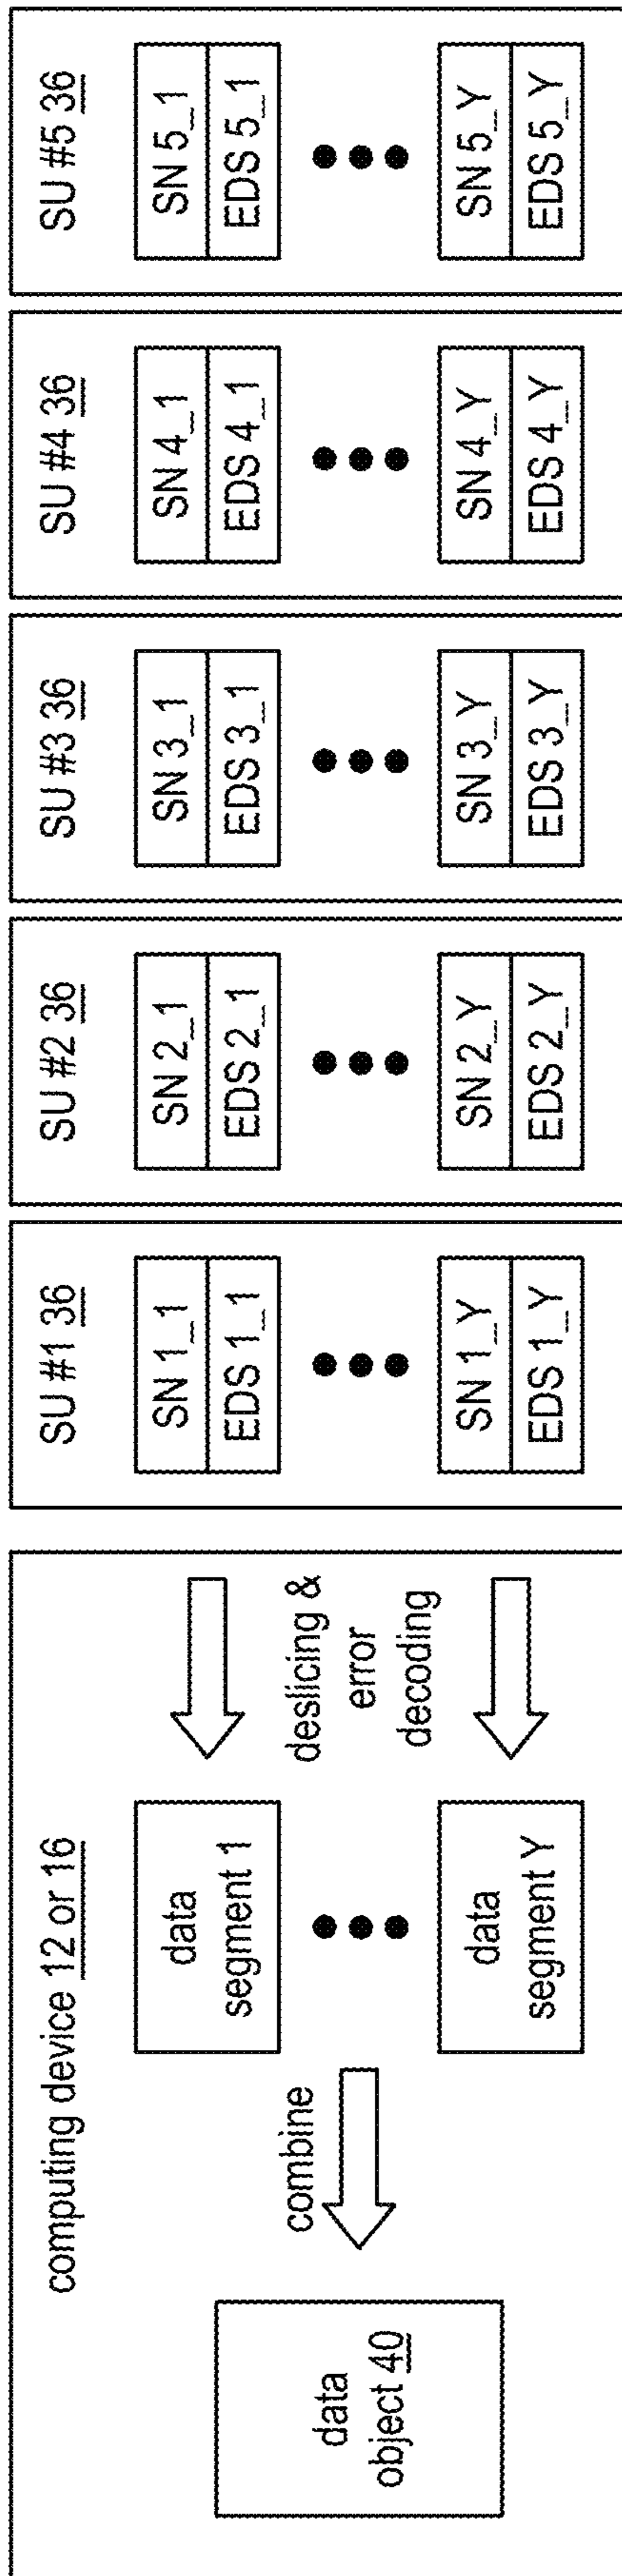 computing device 12 or 16
data
object 40
combine
data
segment 1
data
segment Y
deslicing &
error
decoding
SU #1 36
SN 1_1
EDS 1_1
SN 1_Y
EDS 1_Y
SU #2 36
SN 2_1
EDS 2_1
SN 2_Y
EDS 2_Y
SU #3 36
SN 3_1
EDS 3_1
SN 3_Y
EDS 3_Y
SU #4 36
SN 4_1
EDS 4_1
SN 4_Y
EDS 4_Y
SU #5 36
SN 5_1
EDS 5_1
SN 5_Y
EDS 5_Y